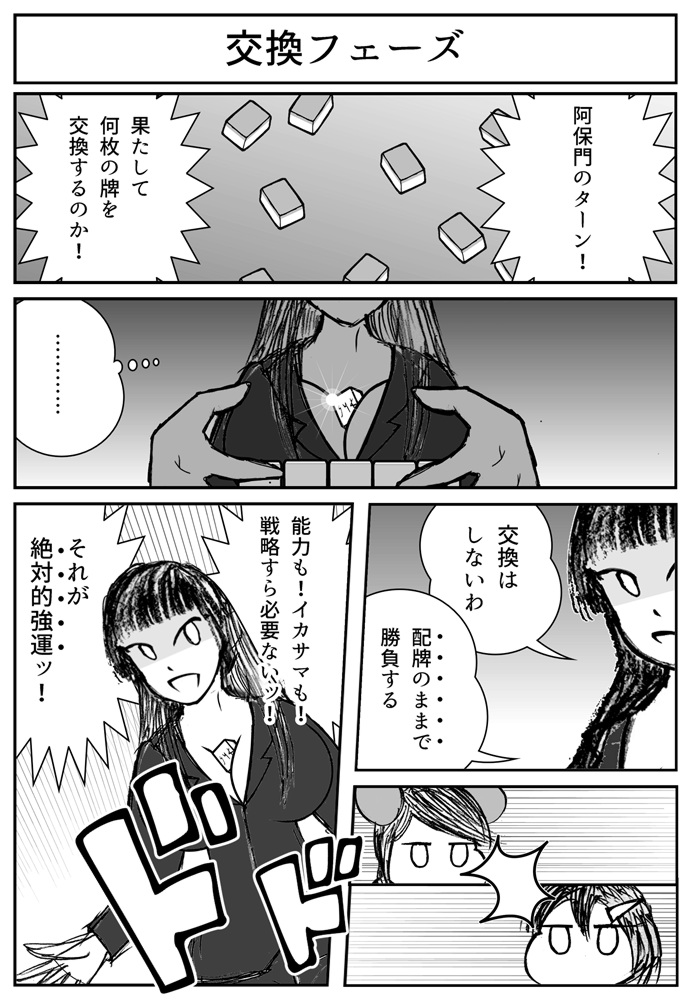 交換フェーズ
阿保門のターン！
果たして
何枚の牌を
交換するのか！
…………
交換は
しないわ
配牌のままで
勝負する
能力も！イカサマも！
戦略すら必要ないッ！
それが
絶対的強運ッ！
ドド